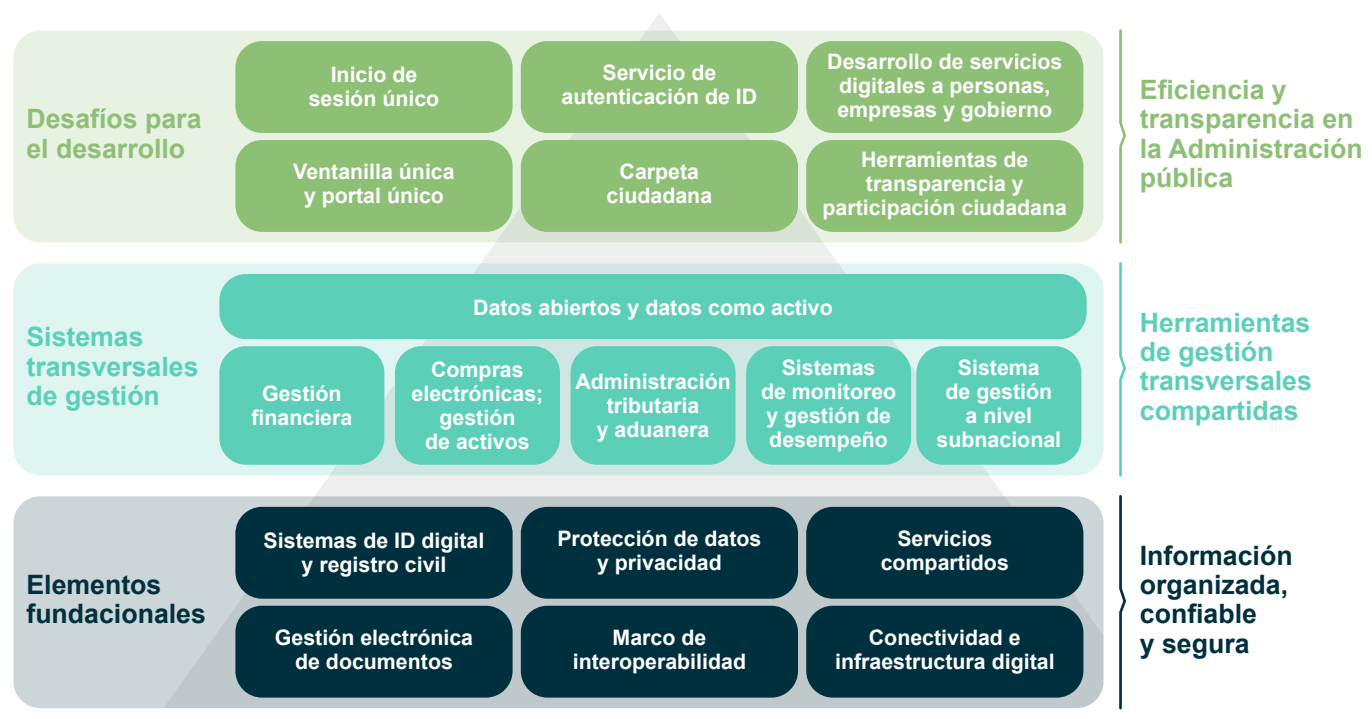 Desafíos para
el desarrollo
Inicio de
sesión único
Servicio de
autenticación de ID
Desarrollo de servicios
digitales a personas,
empresas y gobierno
Ventanilla única
y portal único
Carpeta
ciudadana
Herramientas de
transparencia y
participación ciudadana
Eficiencia y
transparencia en
la Administración
pública
Sistemas
transversales
de gestión
Datos abiertos y datos como activo
Gestión
financiera
Compras
electrónicas;
gestión
de activos
Administración
tributaria
y aduanera
Sistemas
de monitoreo
y gestión de
desempeño
Sistema
de gestión
a nivel
subnacional
Herramientas
de gestión
transversales
compartidas
Elementos
fundacionales
Sistemas de ID digital
y registro civil
Protección de datos
y privacidad
Servicios
compartidos
Gestión electrónica
de documentos
Marco de
interoperabilidad
Conectividad e
infraestructura digital
Información
organizada,
confiable
y segura